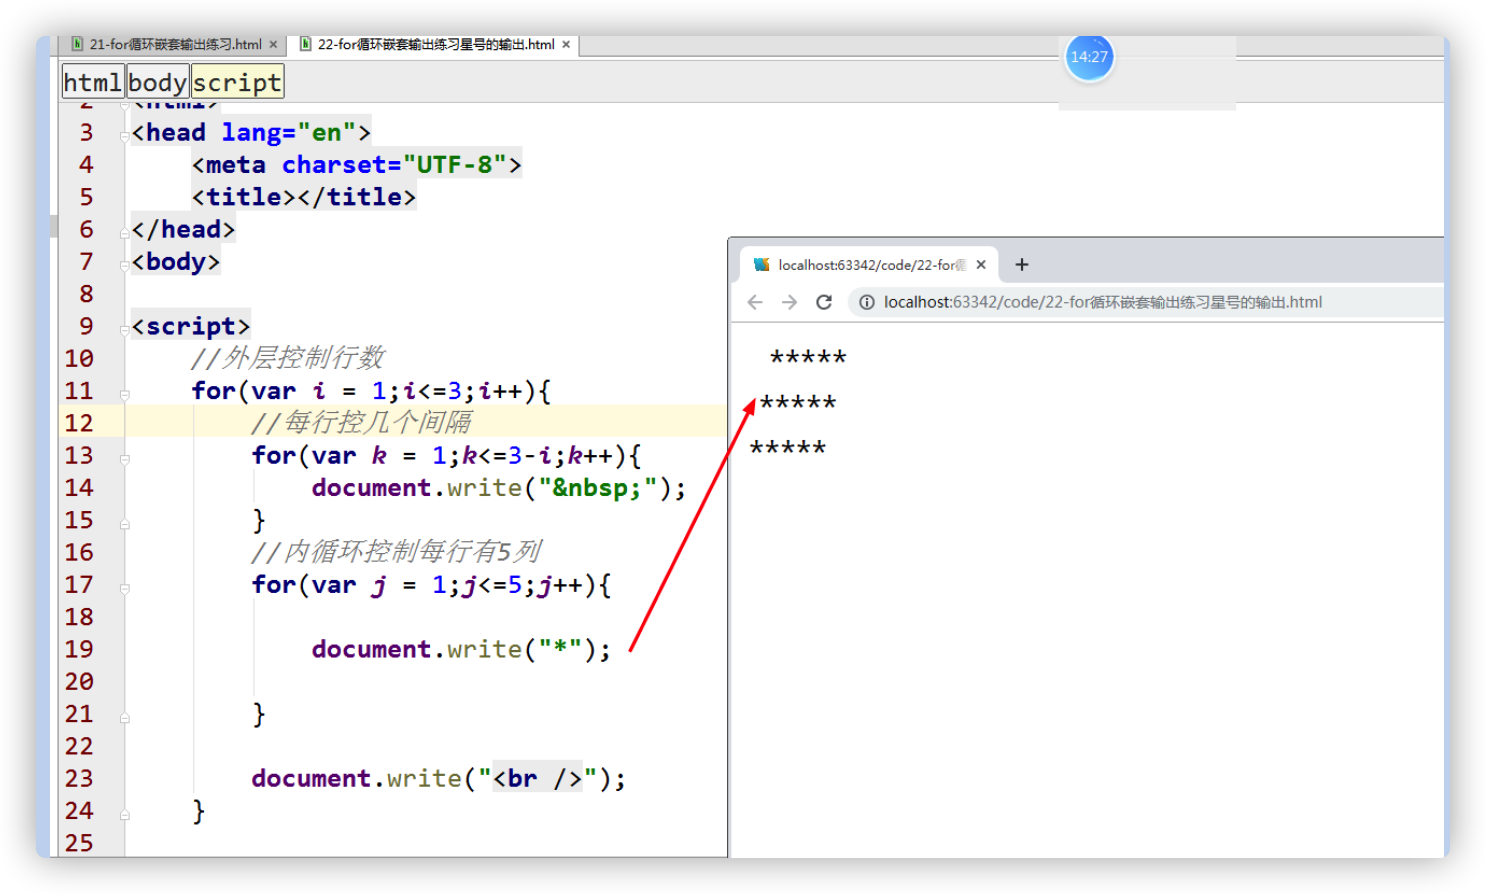 21-for循环嵌套输出练习.html ×
22-for循环嵌套输出练习星号的输出.html ×
14:27
html body script
2 <html>
3 <head lang="en">
4 <meta charset="UTF-8">
5 <title></title>
6 </head>
7 <body>
8
9 <script>
10 //外层控制行数
11 for(var i = 1;i<=3;i++){
12 //每行控几个间隔
13 for(var k = 1;k<=3-i;k++){
14 document.write("&nbsp;");
15 }
16 //内循环控制每行有5列
17 for(var j = 1;j<=5;j++){
18
19 document.write("*");
20
21 }
22
23 document.write("<br />");
24 }
25
localhost:63342/code/22-for循 × +
localhost:63342/code/22-for循环嵌套输出练习星号的输出.html
*****
*****
*****